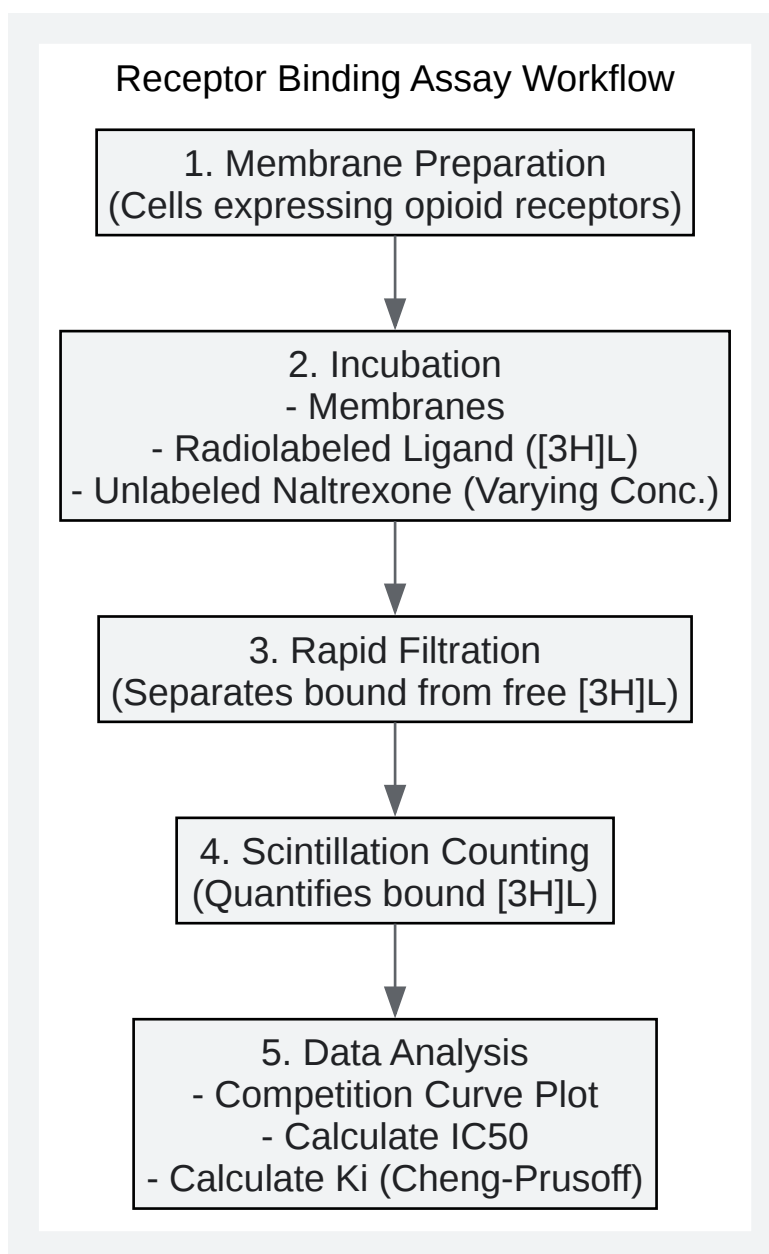 Receptor Binding Assay Workflow
1. Membrane Preparation
(Cells expressing opioid receptors)
2. Incubation
- Membranes
- Radiolabeled Ligand ([3H]L)
- Unlabeled Naltrexone (Varying Conc.)
3. Rapid Filtration
(Separates bound from free [3H]L)
4. Scintillation Counting
(Quantifies bound [3H]L)
5. Data Analysis
- Competition Curve Plot
- Calculate IC50
- Calculate Ki (Cheng-Prusoff)